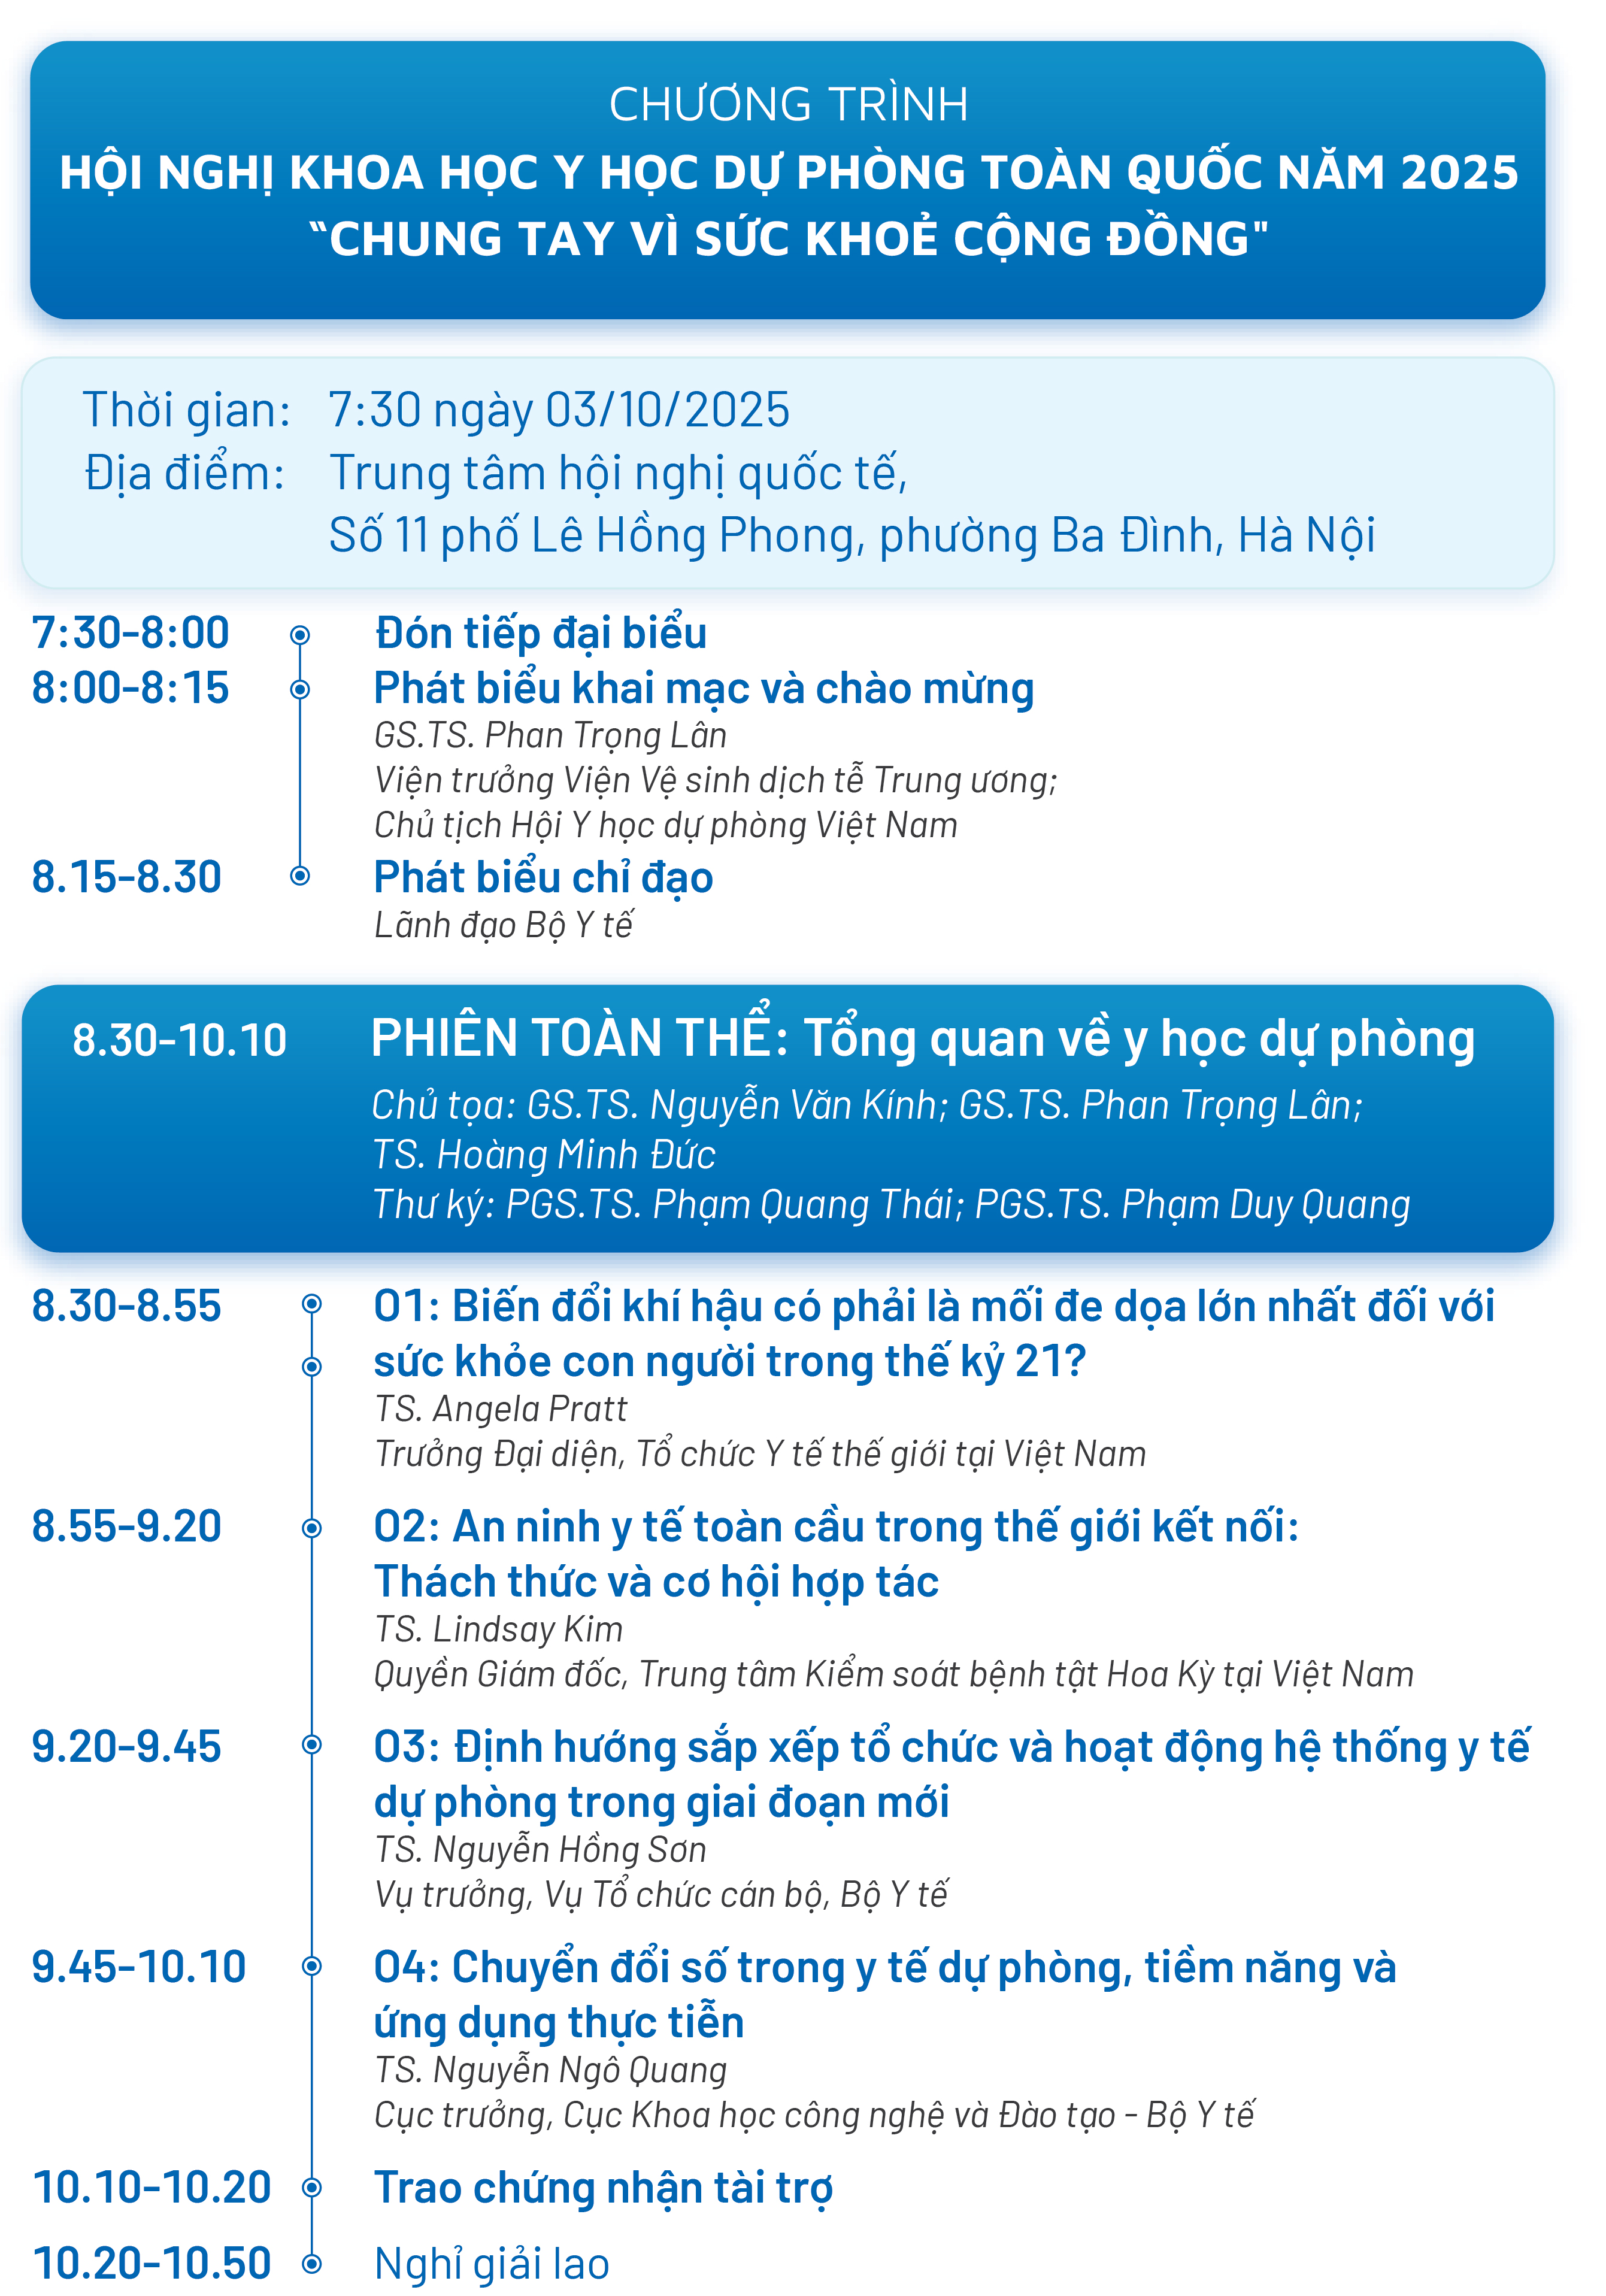 CHƯƠNG TRÌNH
HỘI NGHỊ KHOA HỌC Y HỌC DỰ PHÒNG TOÀN QUỐC NĂM 2025
“CHUNG TAY VÌ SỨC KHOẺ CỘNG ĐỒNG"
Thời gian: 7:30 ngày 03/10/2025
Địa điểm: Trung tâm hội nghị quốc tế,
Số 11 phố Lê Hồng Phong, phường Ba Đình, Hà Nội
7:30-8:00 Đón tiếp đại biểu
8:00-8:15 Phát biểu khai mạc và chào mừng
GS.TS. Phan Trọng Lân
Viện trưởng Viện Vệ sinh dịch tễ Trung ương;
Chủ tịch Hội Y học dự phòng Việt Nam
8.15-8.30 Phát biểu chỉ đạo
Lãnh đạo Bộ Y tế
8.30-10.10 PHIÊN TOÀN THỂ: Tổng quan về y học dự phòng
Chủ tọa: GS.TS. Nguyễn Văn Kính; GS.TS. Phan Trọng Lân;
TS. Hoàng Minh Đức
Thư ký: PGS.TS. Phạm Quang Thái; PGS.TS. Phạm Duy Quang
8.30-8.55 O1: Biến đổi khí hậu có phải là mối đe dọa lớn nhất đối với
sức khỏe con người trong thế kỷ 21?
TS. Angela Pratt
Trưởng Đại diện, Tổ chức Y tế thế giới tại Việt Nam
8.55-9.20 O2: An ninh y tế toàn cầu trong thế giới kết nối:
Thách thức và cơ hội hợp tác
TS. Lindsay Kim
Quyền Giám đốc, Trung tâm Kiểm soát bệnh tật Hoa Kỳ tại Việt Nam
9.20-9.45 O3: Định hướng sắp xếp tổ chức và hoạt động hệ thống y tế
dự phòng trong giai đoạn mới
TS. Nguyễn Hồng Sơn
Vụ trưởng, Vụ Tổ chức cán bộ, Bộ Y tế
9.45-10.10 O4: Chuyển đổi số trong y tế dự phòng, tiềm năng và
ứng dụng thực tiễn
TS. Nguyễn Ngô Quang
Cục trưởng, Cục Khoa học công nghệ và Đào tạo - Bộ Y tế
10.10-10.20 Trao chứng nhận tài trợ
10.20-10.50 Nghỉ giải lao